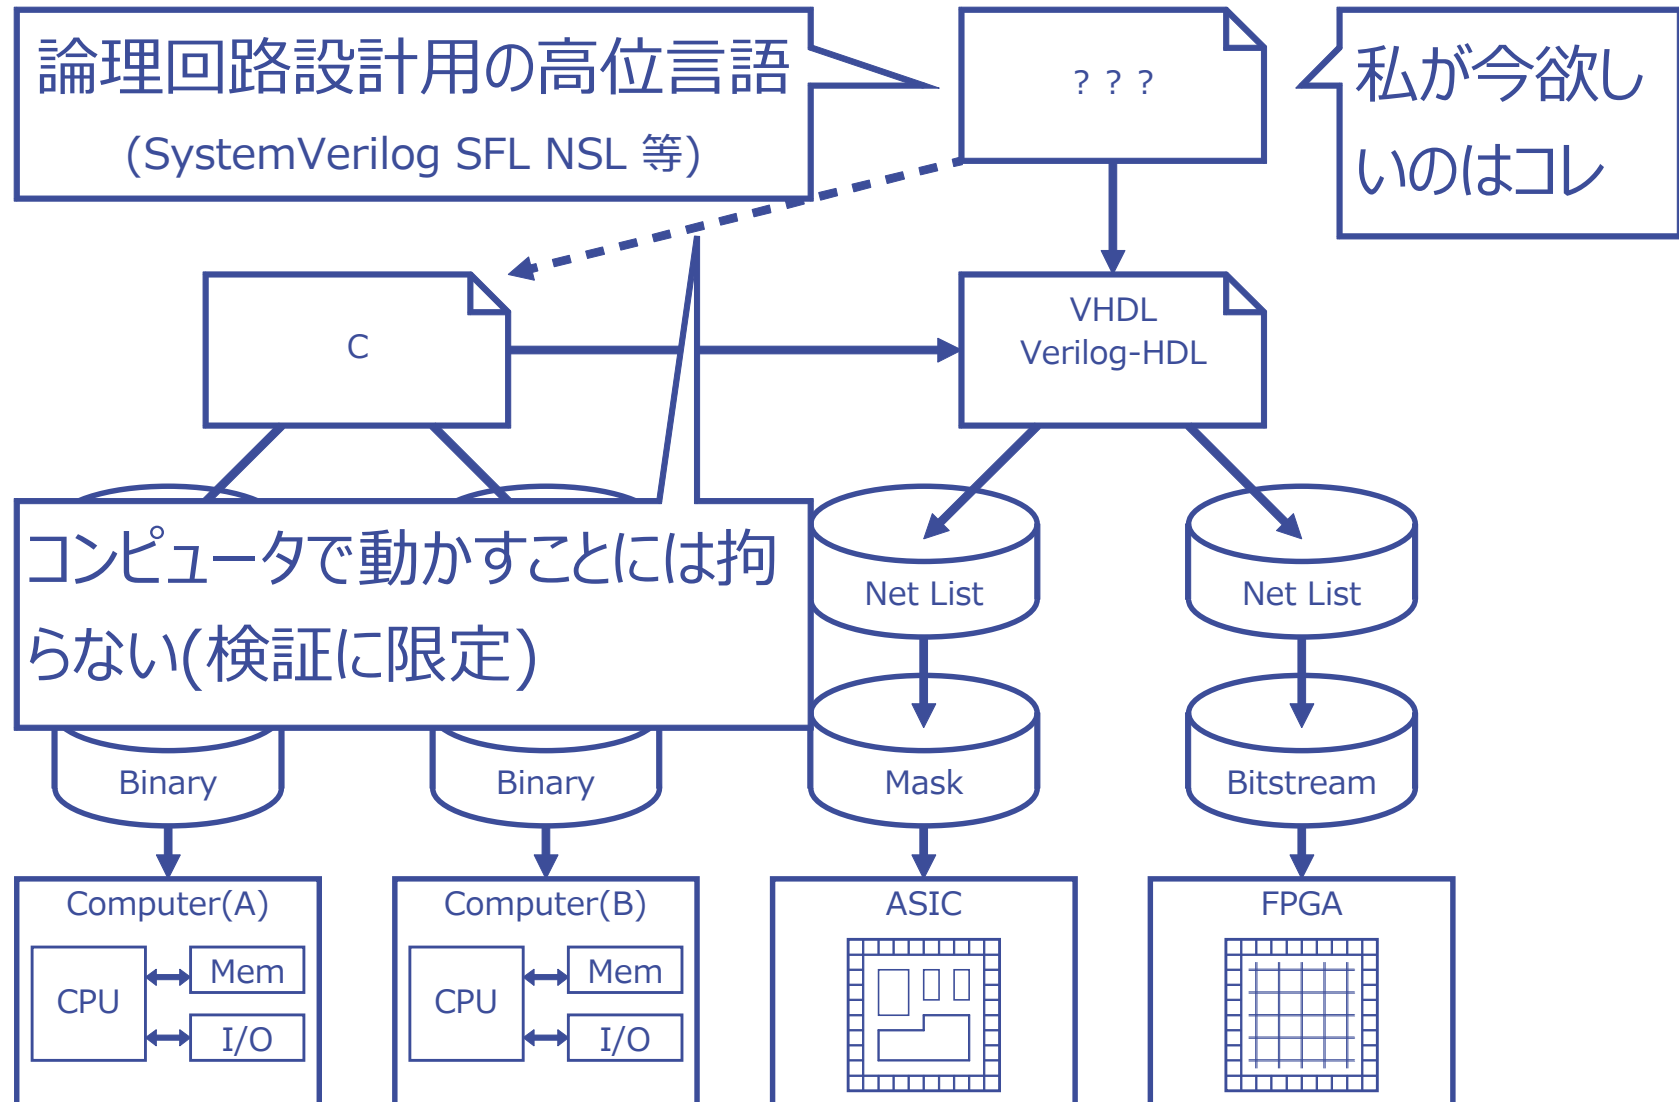 論理回路設計用の高位言語
(SystemVerilog SFL NSL 等)
? ? ?
私が今欲し
いのはコレ
C
VHDL
Verilog-HDL
コンピュータで動かすことには拘
らない(検証に限定)
Net List
Net List
Binary
Binary
Mask
Bitstream
Computer(A)
CPU
Mem
I/O
Computer(B)
CPU
Mem
I/O
ASIC
FPGA